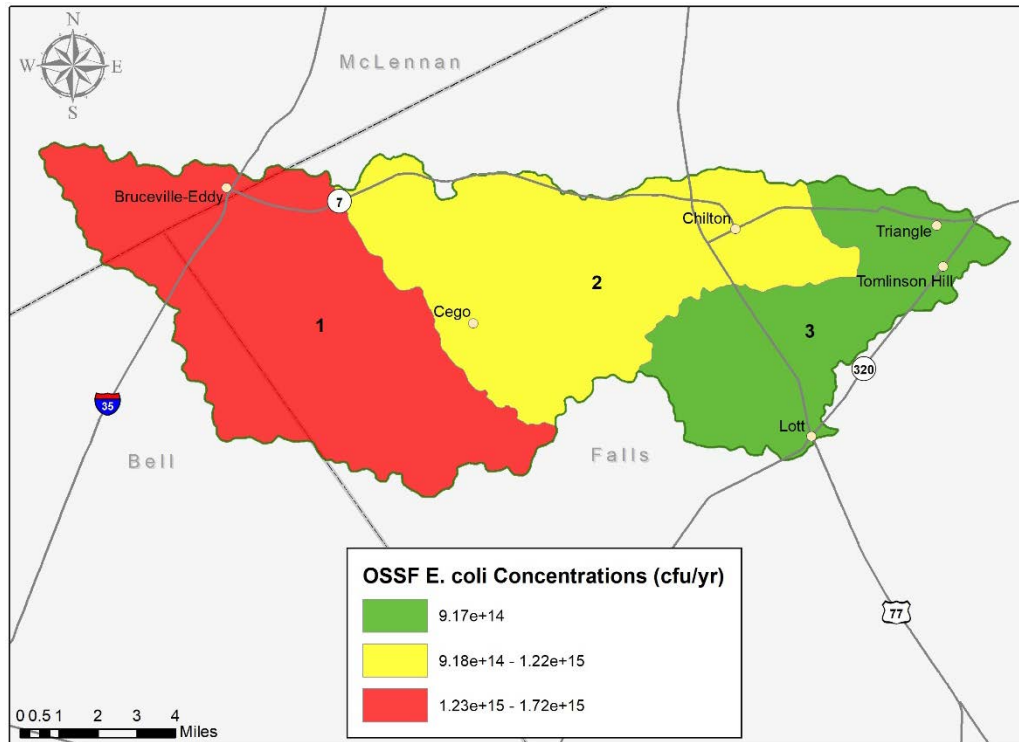 N
W E
S
McLennan
Bruceville-Eddy
7
Chilton
Triangle
Tomlinson Hill
2
Cego
1
3
320
35
Lott
Bell
Falls
OSSF E. coli Concentrations (cfu/yr)
9.17e+14
9.18e+14 - 1.22e+15
1.23e+15 - 1.72e+15
77
0 0.5 1 2 3 4
Miles